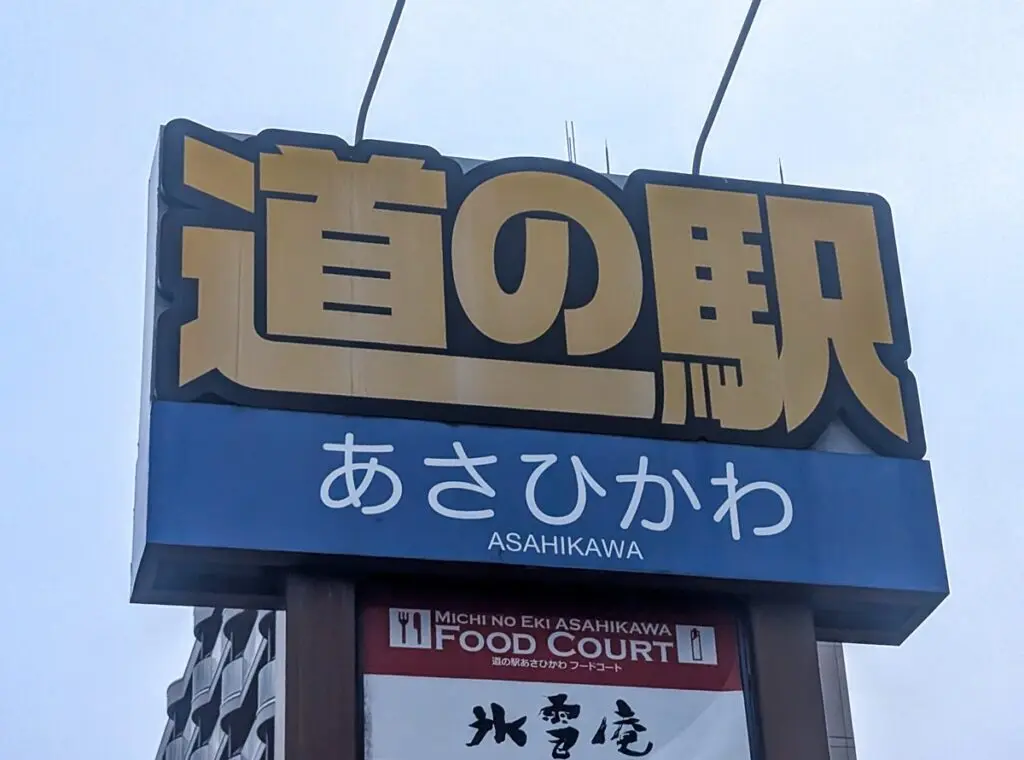 道の駅
あさひかわ
ASAHIKAWA
MICHI NO EKI ASAHIKAWA
FOOD COURT
道の駅あさひかわ フードコート
氷雪庵